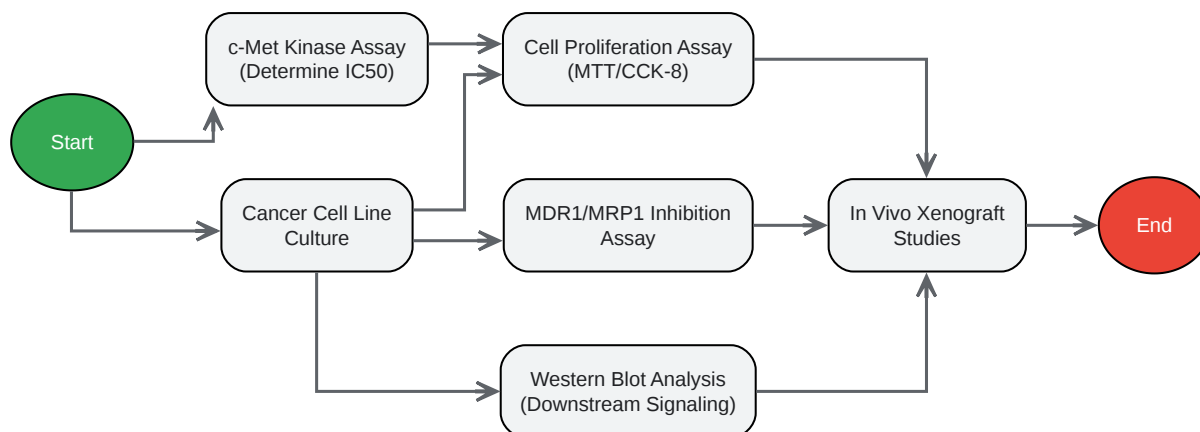 Start
c-Met Kinase Assay
(Determine IC50)
Cell Proliferation Assay
(MTT/CCK-8)
Cancer Cell Line
Culture
MDR1/MRP1 Inhibition
Assay
In Vivo Xenograft
Studies
End
Western Blot Analysis
(Downstream Signaling)